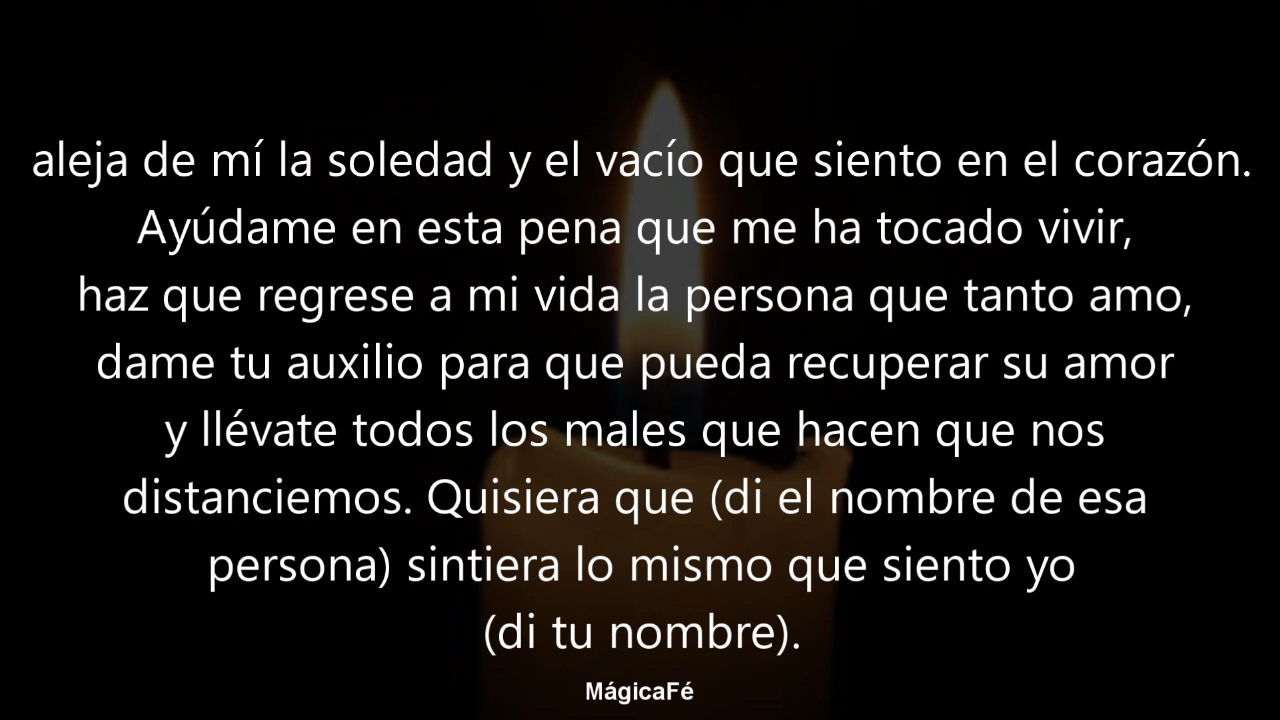 aleja de mí la soledad y el vacío que siento en el corazón.
Ayúdame en esta pena que me ha tocado vivir,
haz que regrese a mi vida la persona que tanto amo,
dame tu auxilio para que pueda recuperar su amor
y llévate todos los males que hacen que nos
distanciemos. Quisiera que (di el nombre de esa
persona) sintiera lo mismo que siento yo
(di tu nombre).
MágicaFé